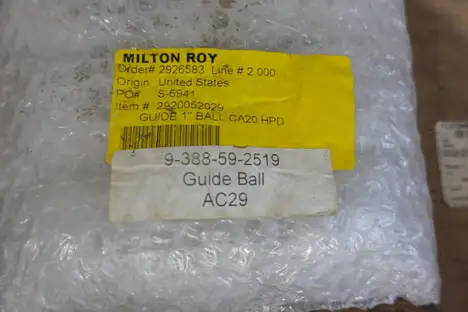 MILTON ROY
Order# 2926583 Line # 2.000
Origin United States
PO# S-6941
Item # 2920052029
GUIDE 1" BALL CA20 HPD
9-388-59-2519
Guide Ball
AC29